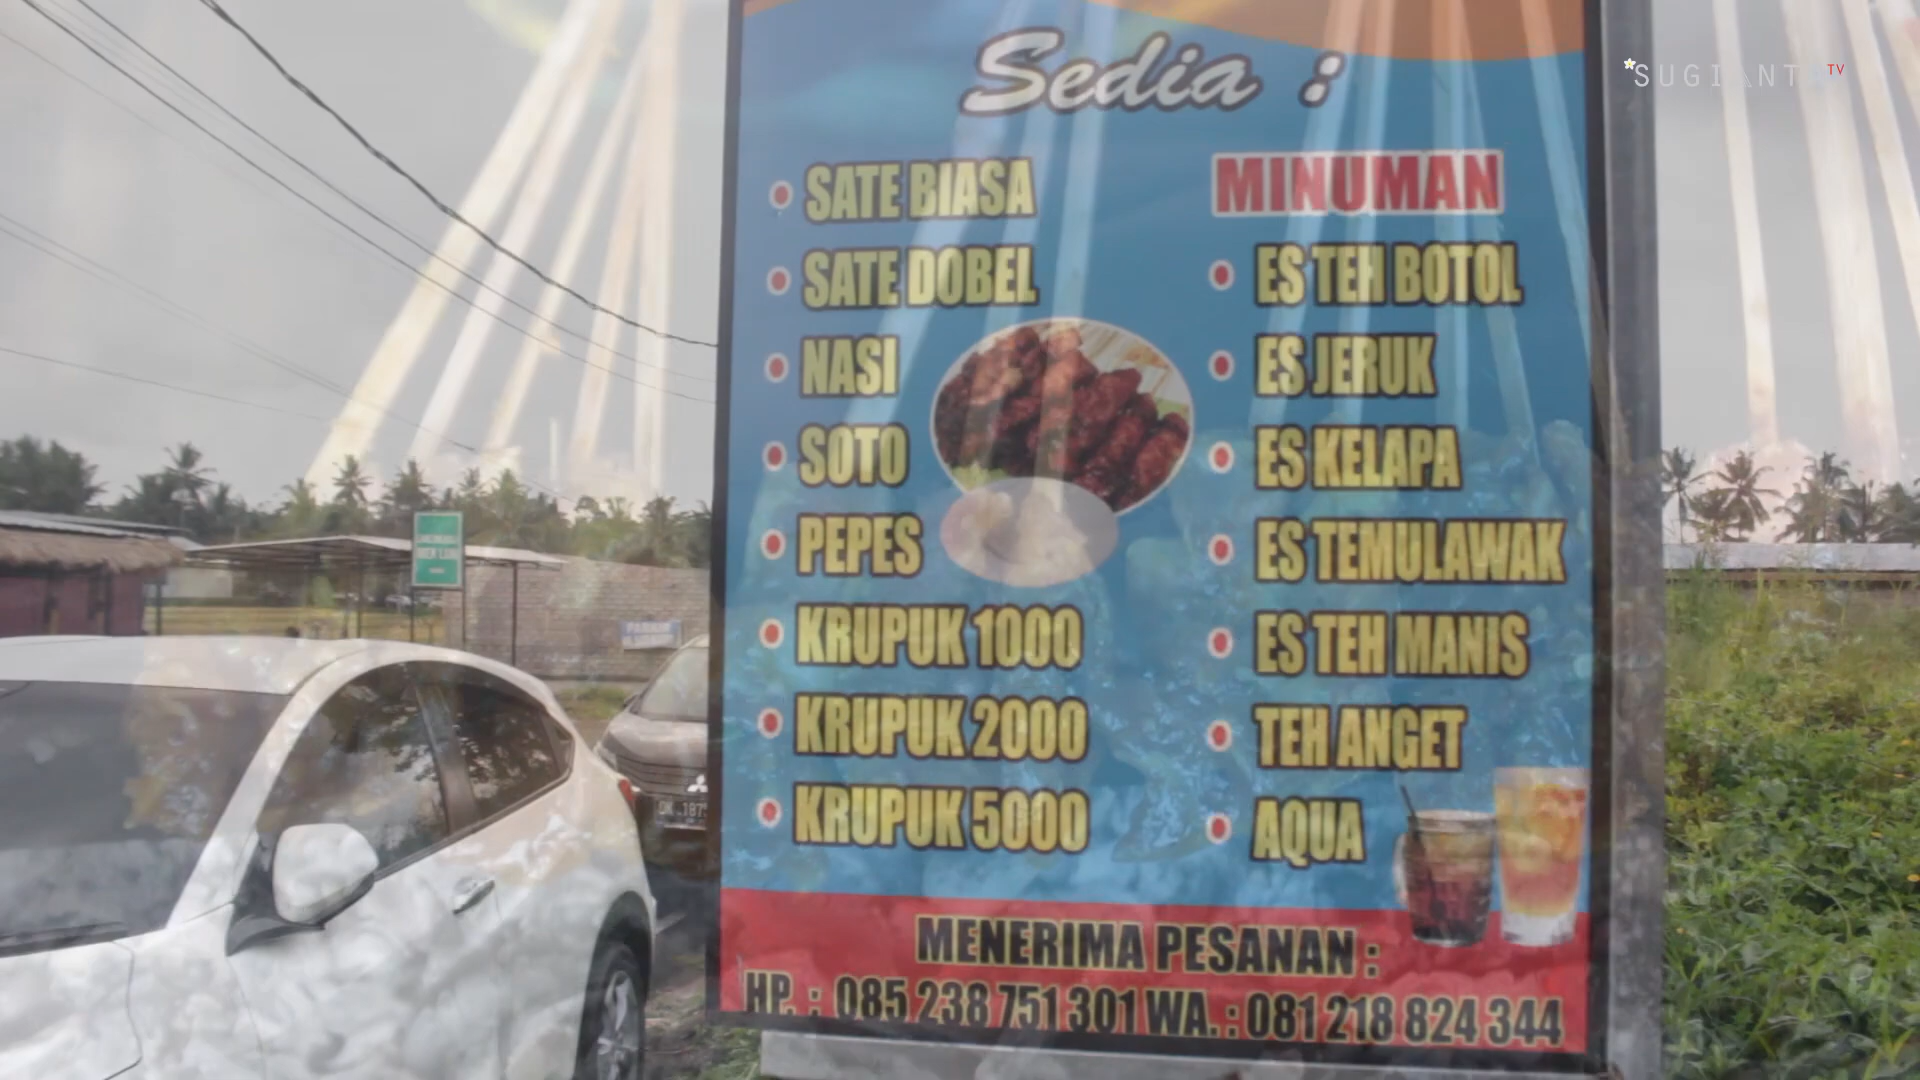 Sedia :
SATE BIASA
SATE DOBEL
NASI
SOTO
PEPES
KRUPUK 1000
KRUPUK 2000
KRUPUK 5000
MINUMAN
ES TEH BOTOL
ES JERUK
ES KELAPA
ES TEMULAWAK
ES TEH MANIS
TEH ANGET
AQUA
MENERIMA PESANAN :
HP. : 085 238 751 301 WA. : 081 218 824 344
TV
PARKIR